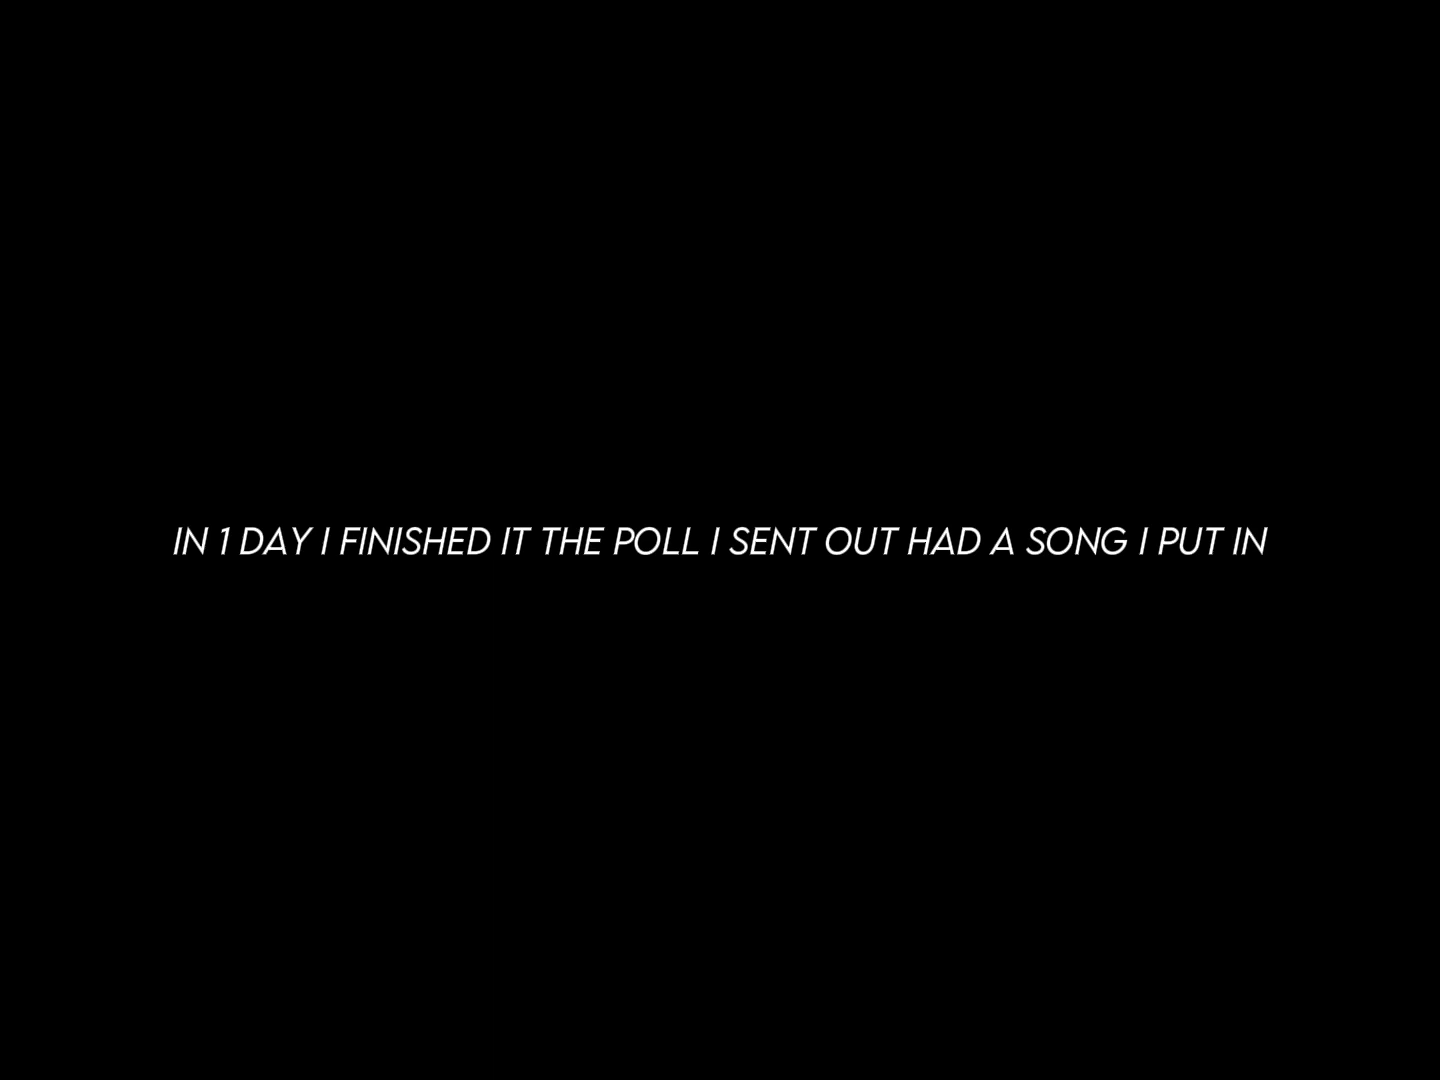 IN 1 DAY I FINISHED IT THE POLL I SENT OUT HAD A SONG I PUT IN